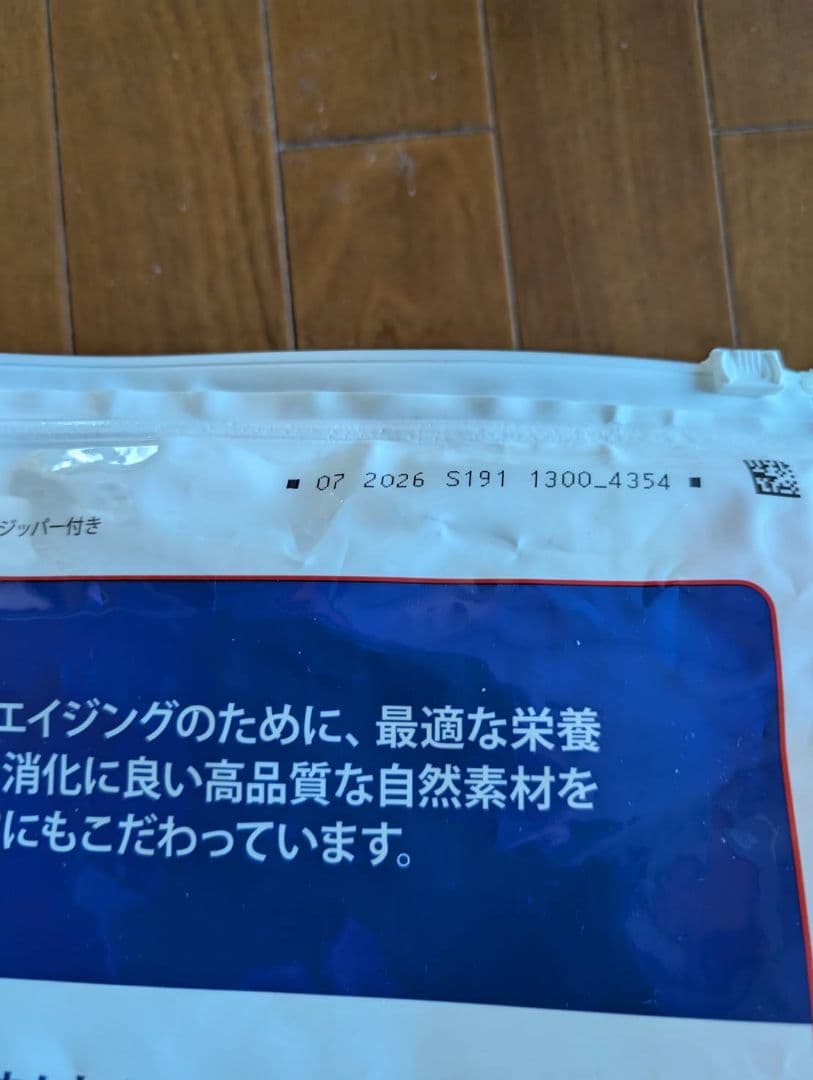 ■ 07 2026 S191 1300_4354 ■
ジッパー付き
エイジングのために、最適な栄養
消化に良い高品質な自然素材を
にもこだわっています。